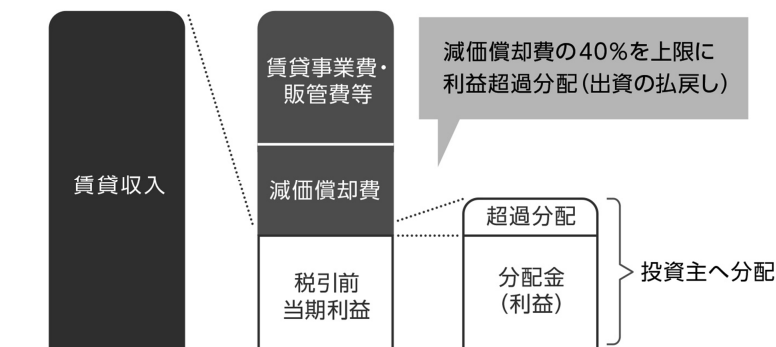 賃貸収入
賃貸事業費・
販管費等
減価償却費
税引前
当期利益
減価償却費の40%を上限に
利益超過分配(出資の払戻し)
超過分配
分配金
(利益)
投資主へ分配